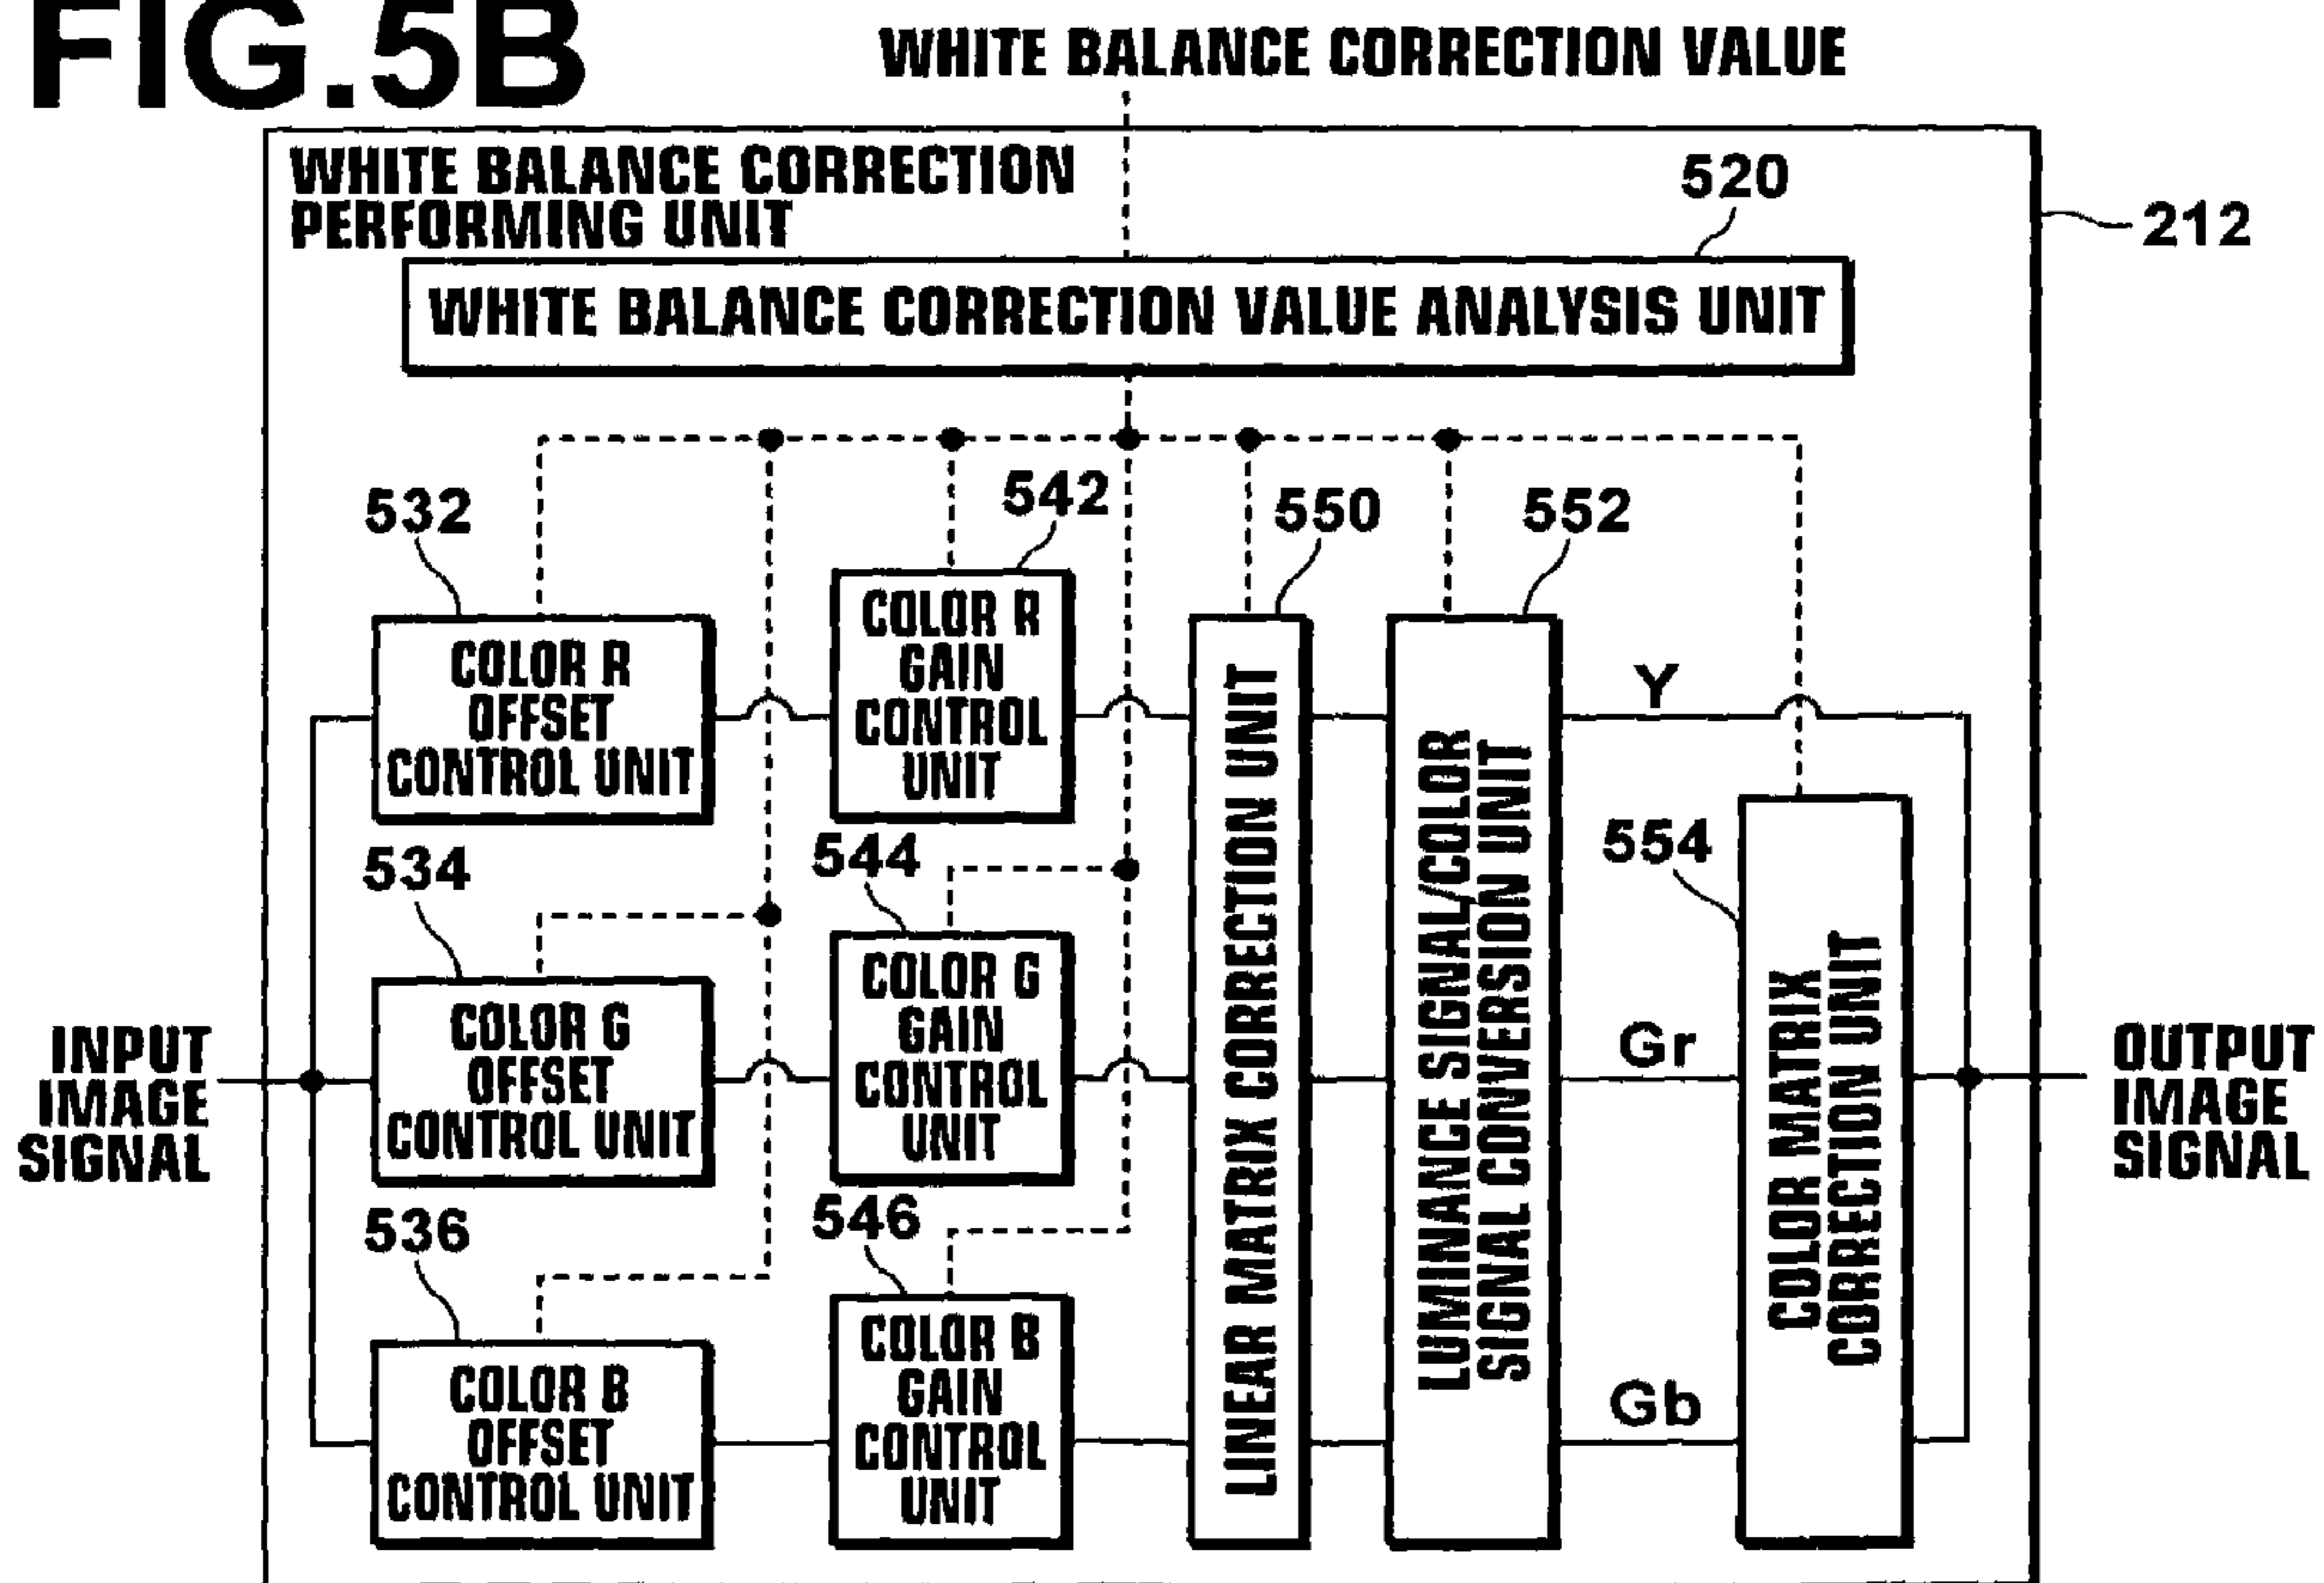 FIG.5B
WHITE BALANCE CORRECTION VALUE
WHITE BALANCE CORRECTION
PERFORMING UNIT
520
212
WHITE BALANCE CORRECTION VALUE ANALYSIS UNIT
532
542
550
552
COLOR R
OFFSET
CONTROL UNIT
COLOR R
GAIN
CONTROL
UNIT
LINEAR MATRIX CORRECTION UNIT
LUMINANCE SIGNAL/COLOR
SIGNAL CONVERSION UNIT
Y
534
544
554
COLOR G
OFFSET
CONTROL UNIT
COLOR G
GAIN
CONTROL
UNIT
Gr
COLOR MATRIX
CORRECTION UNIT
INPUT
IMAGE
SIGNAL
OUTPUT
IMAGE
SIGNAL
536
546
COLOR B
OFFSET
CONTROL UNIT
COLOR B
GAIN
CONTROL
UNIT
Gb